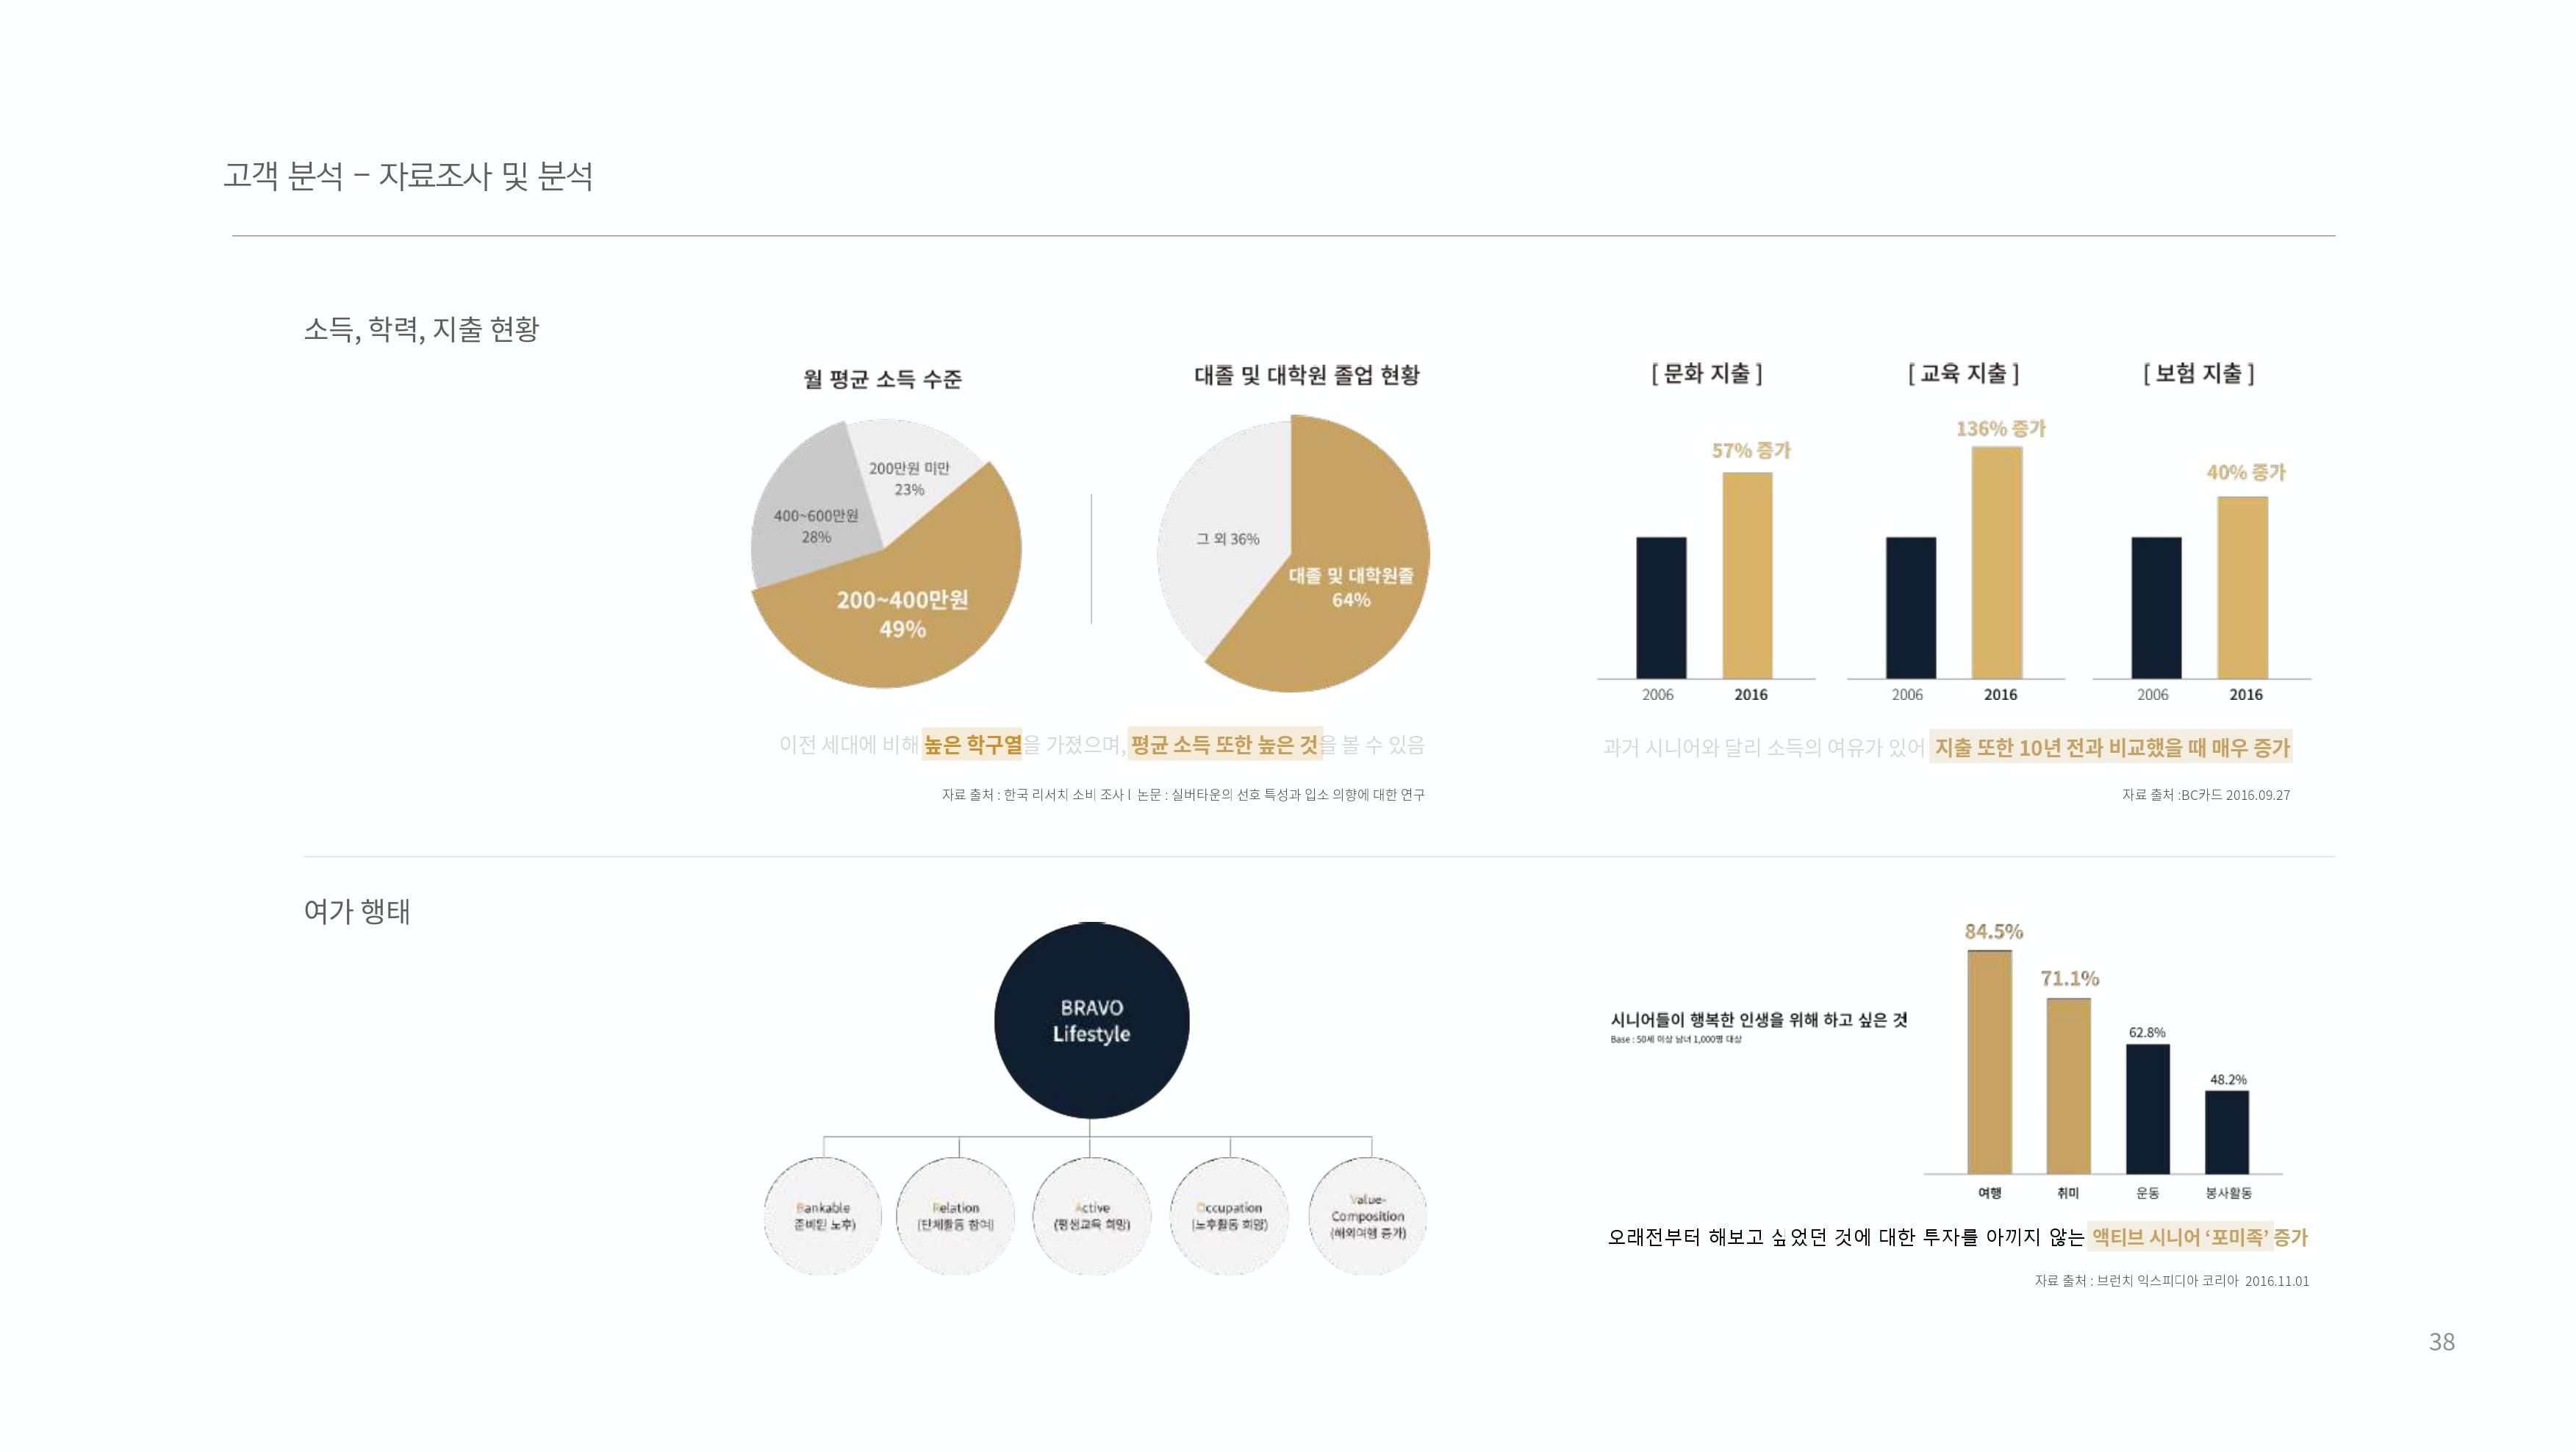 고객 분석 – 자료조사 및 분석
소득, 학력, 지출 현황
월 평균 소득 수준
200만원 미만
23%
400~600만원
28%
200~400만원
49%
대졸 및 대학원 졸업 현황
그 외 36%
대졸 및 대학원졸
64%
이전 세대에 비해 높은 학구열을 가졌으며, 평균 소득 또한 높은 것을 볼 수 있음
자료 출처 : 한국 리서치 소비 조사 l 논문 : 실버타운의 선호 특성과 입소 의향에 대한 연구
[ 문화 지출 ]
57% 증가
2006 2016
[ 교육 지출 ]
136% 증가
2006 2016
[ 보험 지출 ]
40% 증가
2006 2016
과거 시니어와 달리 소득의 여유가 있어 지출 또한 10년 전과 비교했을 때 매우 증가
자료 출처 :BC카드 2016.09.27
여가 행태
BRAVO
Lifestyle
Bankable
준비된 노후)
Relation
(단체활동 참여)
Active
(평생교육 희망)
Occupation
(노후활동 희망)
Value-
Composition
(해외여행 증가)
시니어들이 행복한 인생을 위해 하고 싶은 것
Base : 50세 이상 남녀 1,000명 대상
84.5%
71.1%
62.8%
48.2%
여행 취미 운동 봉사활동
오래전부터 해보고 싶었던 것에 대한 투자를 아끼지 않는 액티브 시니어 ‘포미족’ 증가
자료 출처 : 브런치 익스피디아 코리아 2016.11.01
38